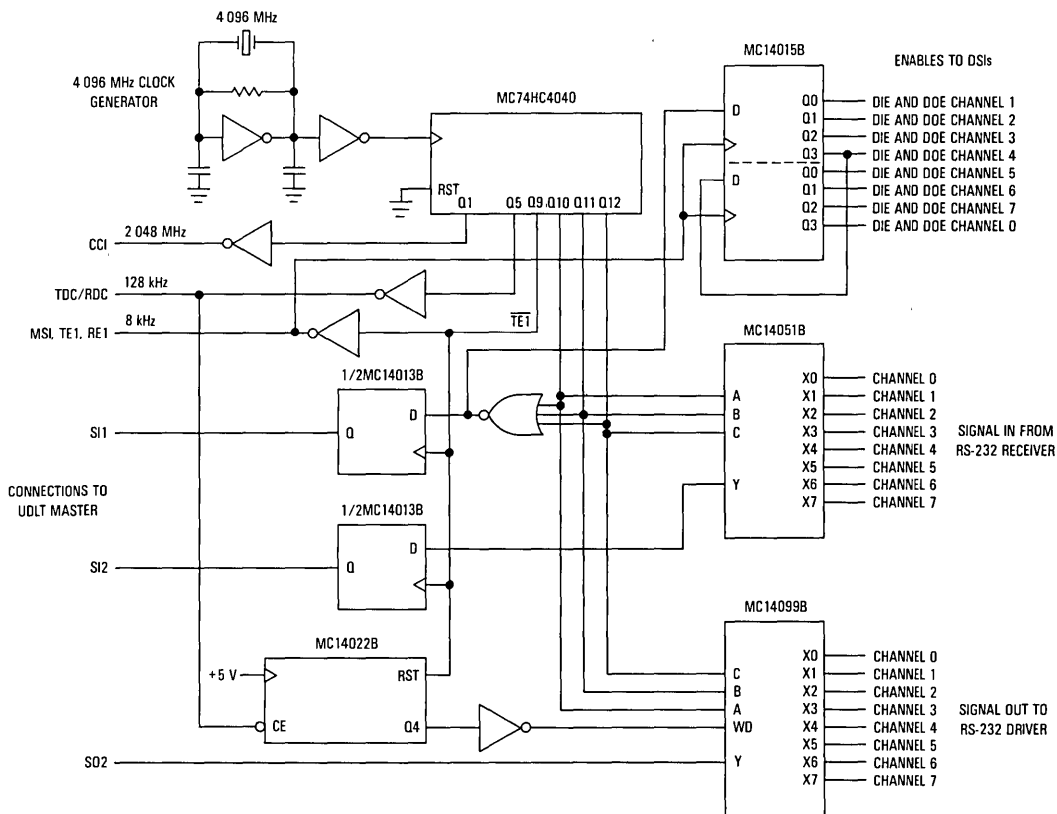 4 096 MHz
4 096 MHz CLOCK
GENERATOR
MC74HC4040
RST
Q1 Q5 Q9 Q10 Q11 Q12
MC14015B
D
D
Q0
Q1
Q2
Q3
Q0
Q1
Q2
Q3
ENABLES TO DSIs
DIE AND DOE CHANNEL 1
DIE AND DOE CHANNEL 2
DIE AND DOE CHANNEL 3
DIE AND DOE CHANNEL 4
DIE AND DOE CHANNEL 5
DIE AND DOE CHANNEL 6
DIE AND DOE CHANNEL 7
DIE AND DOE CHANNEL 0
CCI 2 048 MHz
TDC/RDC 128 kHz
MSI, TE1, RE1 8 kHz
TE1
1/2MC14013B
D
Q
SI1
CONNECTIONS TO
UDLT MASTER
1/2MC14013B
D
Q
SI2
MC14022B
+5 V
RST
CE
Q4
SO2
MC14051B
A
B
C
Y
X0 CHANNEL 0
X1 CHANNEL 1
X2 CHANNEL 2
X3 CHANNEL 3
X4 CHANNEL 4
X5 CHANNEL 5
X6 CHANNEL 6
X7 CHANNEL 7
SIGNAL IN FROM
RS-232 RECEIVER
MC14099B
C
B
A
WD
Y
X0 CHANNEL 0
X1 CHANNEL 1
X2 CHANNEL 2
X3 CHANNEL 3
X4 CHANNEL 4
X5 CHANNEL 5
X6 CHANNEL 6
X7 CHANNEL 7
SIGNAL OUT TO
RS-232 DRIVER